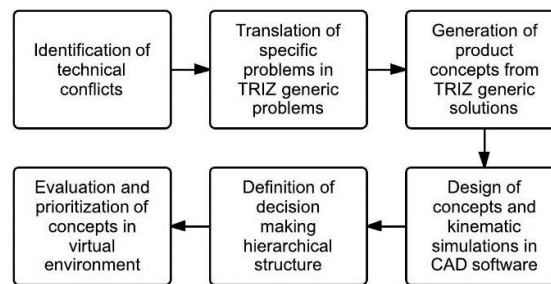 Identification of
technical
conflicts
Translation of
specific
problems in
TRIZ generic
problems
Generation of
product
concepts from
TRIZ generic
solutions
Design of
concepts and
kinematic
simulations in
CAD software
Definition of
decision
making
hierarchical
structure
Evaluation and
prioritization of
concepts in
virtual
environment